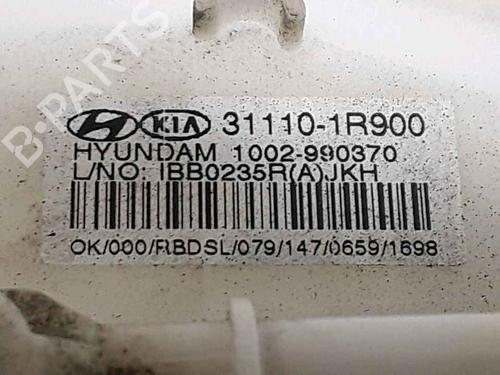 KIA 31110-1R900
HYUNDAM 1002-990370
L/NO: IBB0235R(A)JKH
OK/000/RBDSL/079/147/0659/1698
B-PARTS